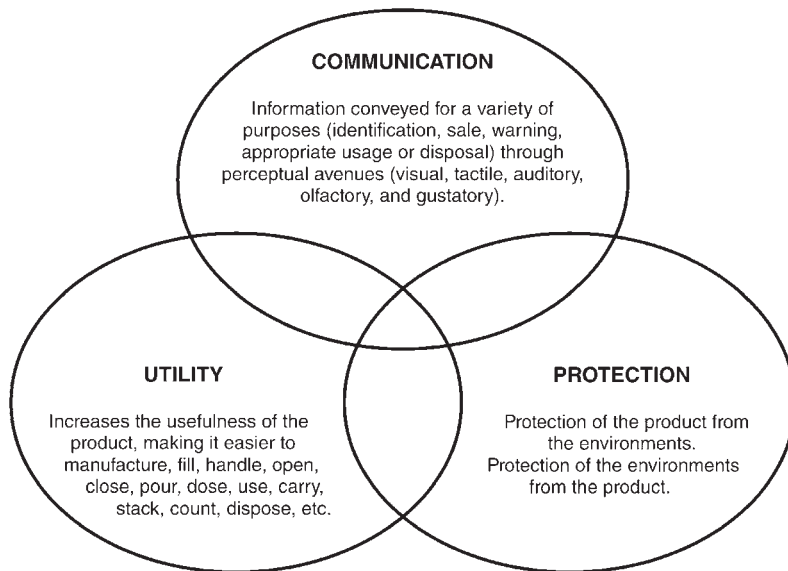 COMMUNICATION
Information conveyed for a variety of
purposes (identification, sale, warning,
appropriate usage or disposal) through
perceptual avenues (visual, tactile, auditory,
olfactory, and gustatory).
UTILITY
Increases the usefulness of the
product, making it easier to
manufacture, fill, handle, open,
close, pour, dose, use, carry,
stack, count, dispose, etc.
PROTECTION
Protection of the product from
the environments.
Protection of the environments
from the product.